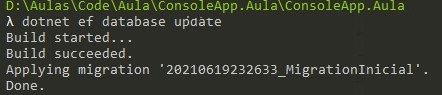 D:\Aulas\Code\Aula\ConsoleApp.Aula\ConsoleApp.Aula
λ dotnet ef database update
Build started...
Build succeeded.
Applying migration '20210619232633_MigrationInicial'.
Done.